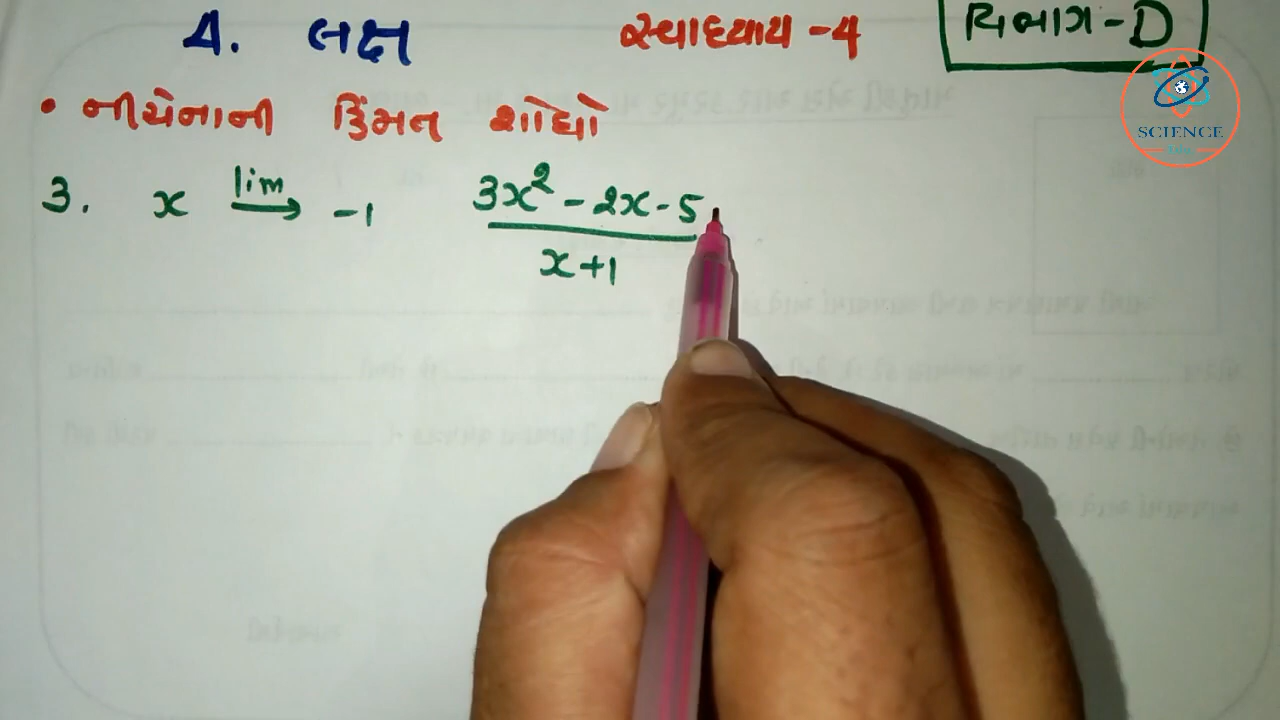 4. લક્ષ સ્વાધ્યાય -4 વિભાગ-D
• નીચેનાની કિંમત શોધો
3. x lim→ -1 3x² - 2x - 5
x+1
SCIENCE